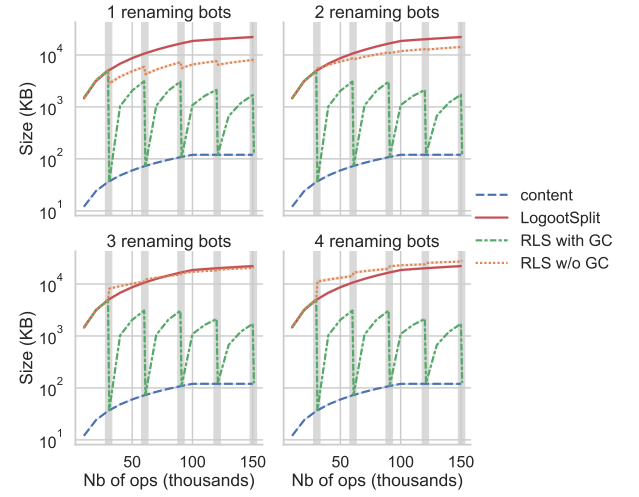 1 renaming bots
2 renaming bots
10^4
10^3
10^2
10^1
Size (KB)
content
LogootSplit
RLS with GC
RLS w/o GC
3 renaming bots
4 renaming bots
10^4
10^3
10^2
10^1
Size (KB)
50 100 150
50 100 150
Nb of ops (thousands)
Nb of ops (thousands)